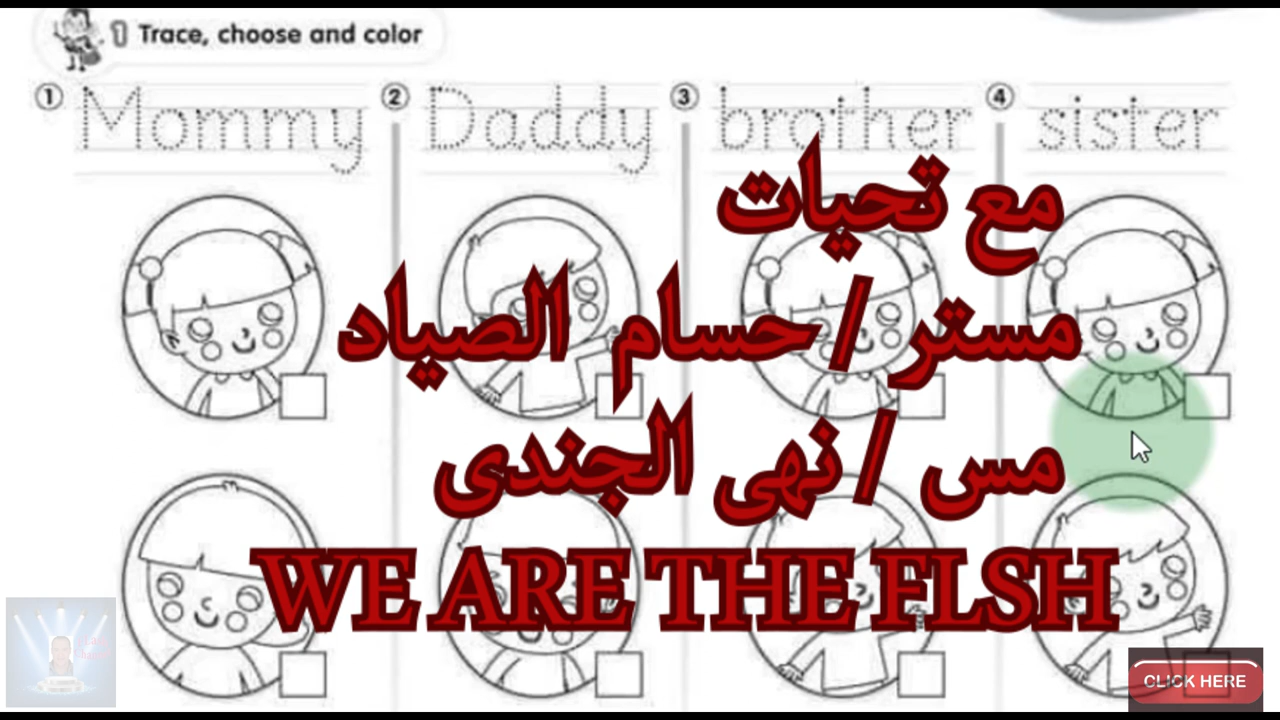 1 Trace, choose and color
1 Mommy 2 Daddy 3 brother 4 sister
مع تحيات
مستر / حسام الصياد
مس / نهى الجندى
WE ARE THE FLSH
CLICK HERE